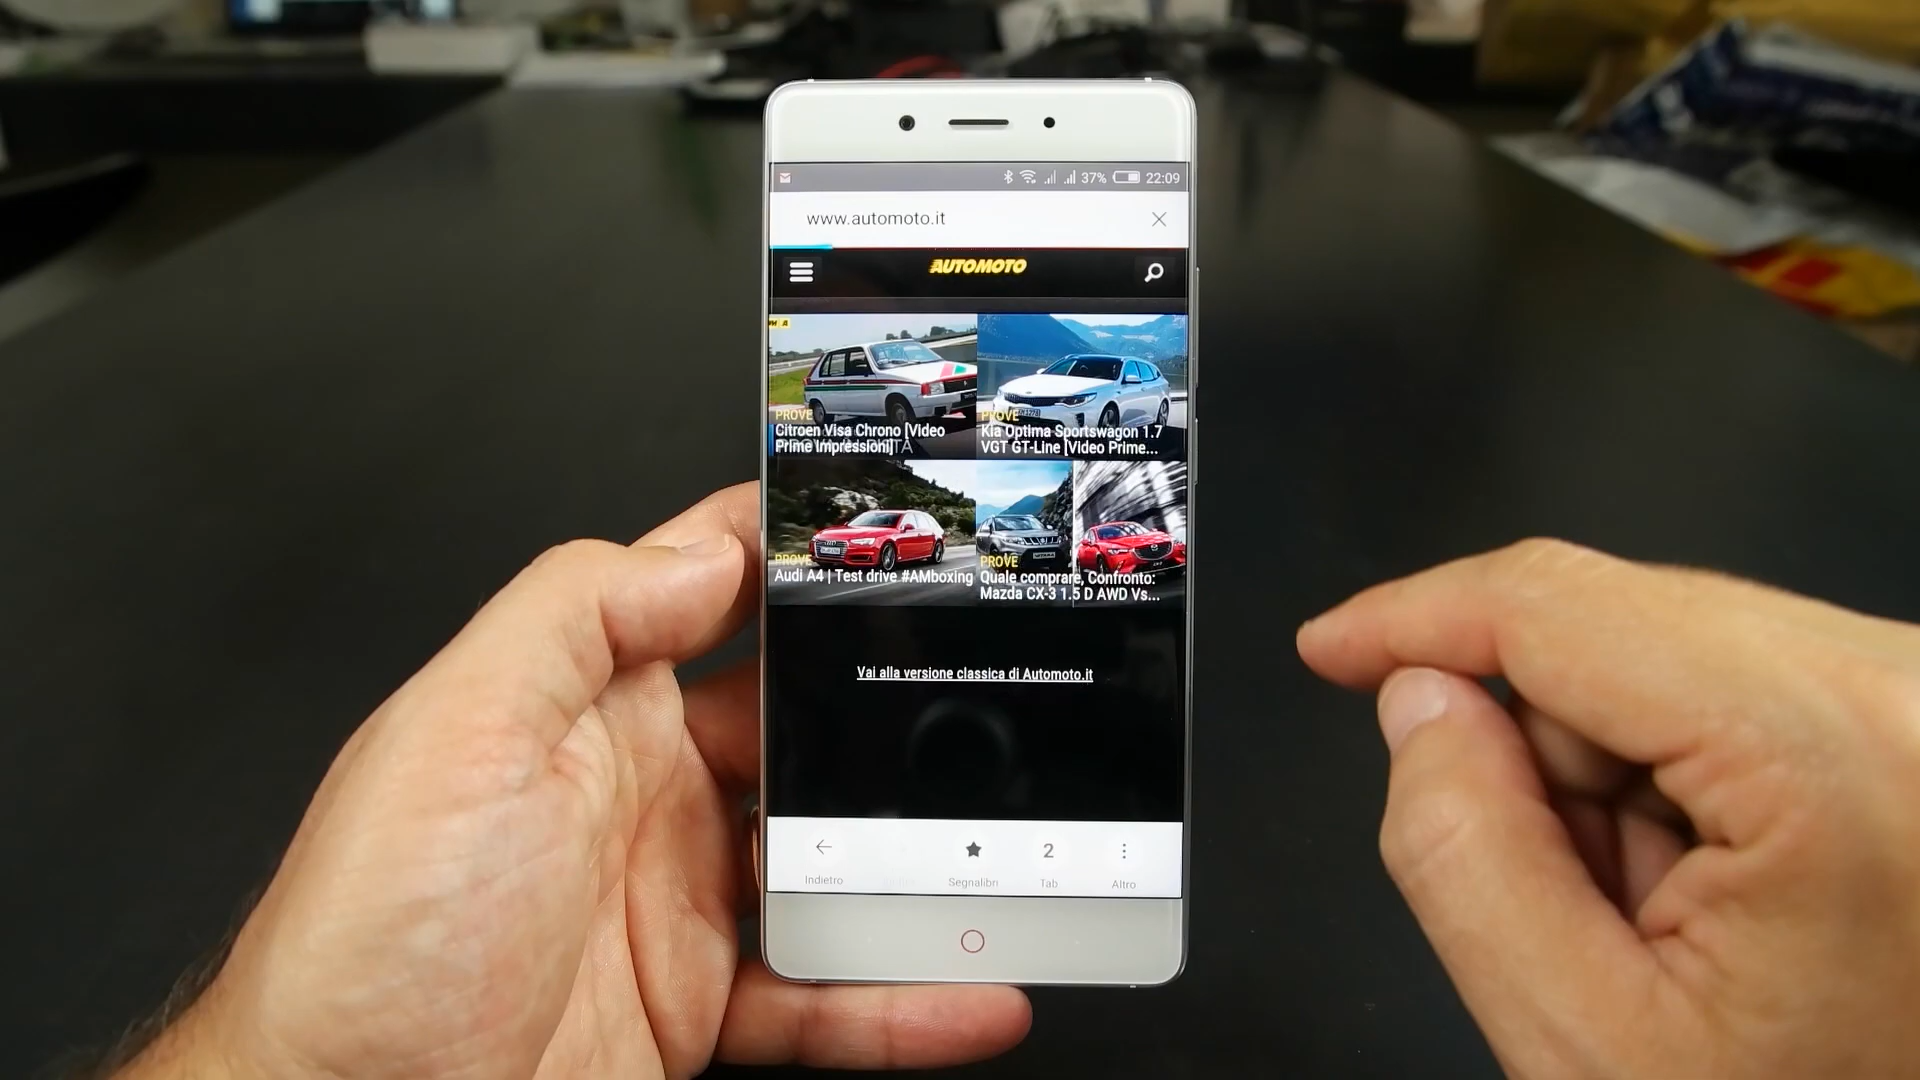 37% 22:09
www.automoto.it
AUTOMOTO
PROVE
Citroen Visa Chrono [Video
Prime Impressioni]
PROVE
Kia Optima Sportswagon 1.7
VGT GT-Line [Video Prime...
PROVE
Audi A4 | Test drive #AMboxing
PROVE
Quale comprare, Confronto:
Mazda CX-3 1.5 D AWD Vs...
Vai alla versione classica di Automoto.it
2
Indietro Segnalibri Tab Altro